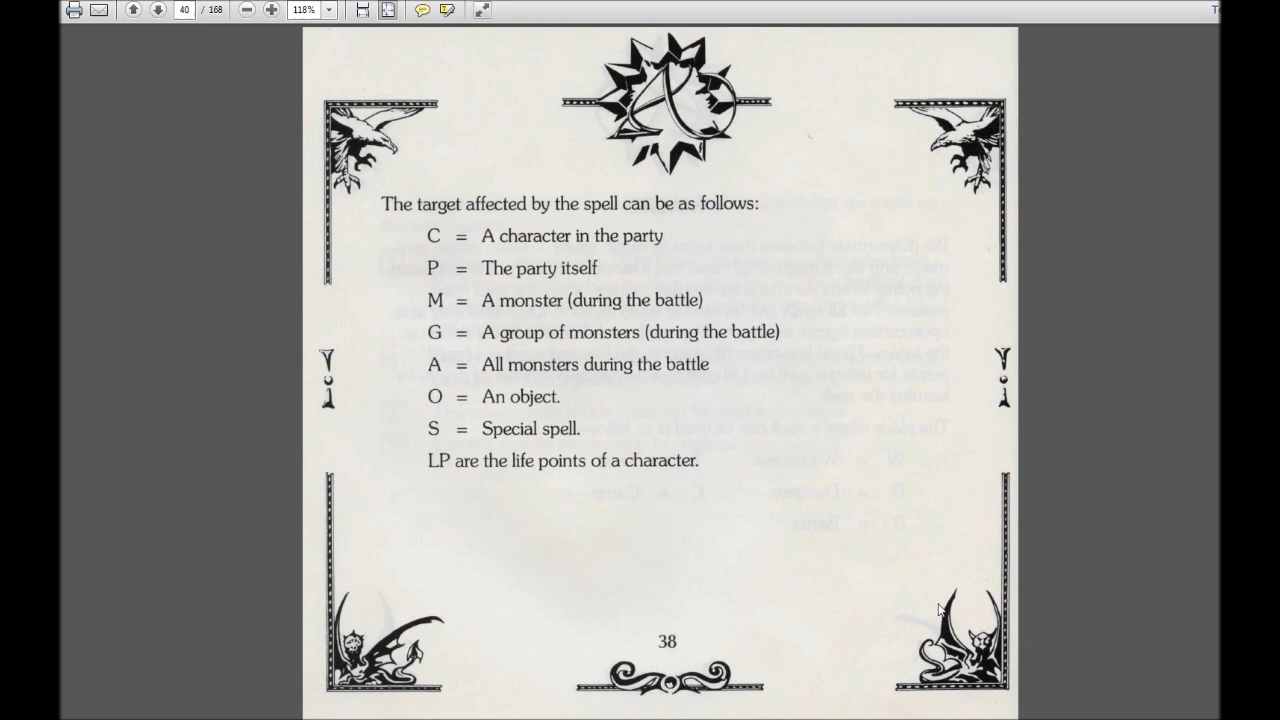 40 / 168 118%
The target affected by the spell can be as follows:
C = A character in the party
P = The party itself
M = A monster (during the battle)
G = A group of monsters (during the battle)
A = All monsters during the battle
O = An object.
S = Special spell.
LP are the life points of a character.
38